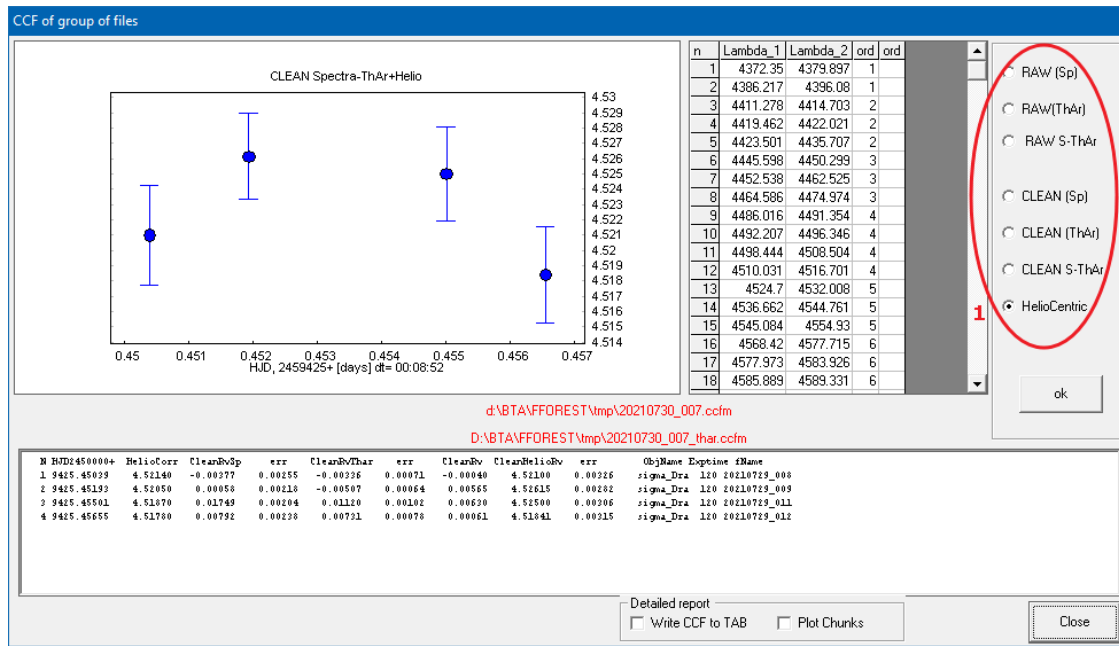 CCF of group of files
CLEAN Spectra-ThAr+Helio
4.53
4.529
4.528
4.527
4.526
4.525
4.524
4.523
4.522
4.521
4.52
4.519
4.518
4.517
4.516
4.515
4.514
0.45 0.451 0.452 0.453 0.454 0.455 0.456 0.457
HJD, 2459425+ [days] dt= 00:08:52
n Lambda_1 Lambda_2 ord ord
1 4372.35 4379.897 1
2 4386.217 4396.08 1
3 4411.278 4414.703 2
4 4419.462 4422.021 2
5 4423.501 4435.707 2
6 4445.598 4450.299 3
7 4452.538 4462.525 3
8 4464.586 4474.974 3
9 4486.016 4491.354 4
10 4492.207 4496.346 4
11 4498.444 4508.504 4
12 4510.031 4516.701 4
13 4524.7 4532.008 5
14 4536.662 4544.761 5
15 4545.084 4554.93 5
16 4568.42 4577.715 6
17 4577.973 4583.926 6
18 4585.889 4589.331 6
RAW (Sp)
RAW(ThAr)
RAW S-ThAr
CLEAN (Sp)
CLEAN (ThAr)
CLEAN S-ThAr
1 HelioCentric
ok
d:\BTA\FFOREST\tmp\20210730_007.ccfm
D:\BTA\FFOREST\tmp\20210730_007_thar.ccfm
N HJD2450000+ HelioCorr CleanRvSp err CleanRvThar err CleanRv CleanHelioRv err ObjName Exptime fName
1 9425.45039 4.52140 -0.00377 0.00255 -0.00336 0.00071 -0.00040 4.52100 0.00326 sigma_Dra 120 20210729_008
2 9425.45193 4.52050 0.00058 0.00218 -0.00507 0.00064 0.00565 4.52615 0.00282 sigma_Dra 120 20210729_009
3 9425.45501 4.51870 0.01749 0.00204 0.01120 0.00102 0.00630 4.52500 0.00306 sigma_Dra 120 20210729_011
4 9425.45655 4.51780 0.00792 0.00238 0.00731 0.00078 0.00061 4.51841 0.00315 sigma_Dra 120 20210729_012
Detailed report
Write CCF to TAB Plot Chunks
Close